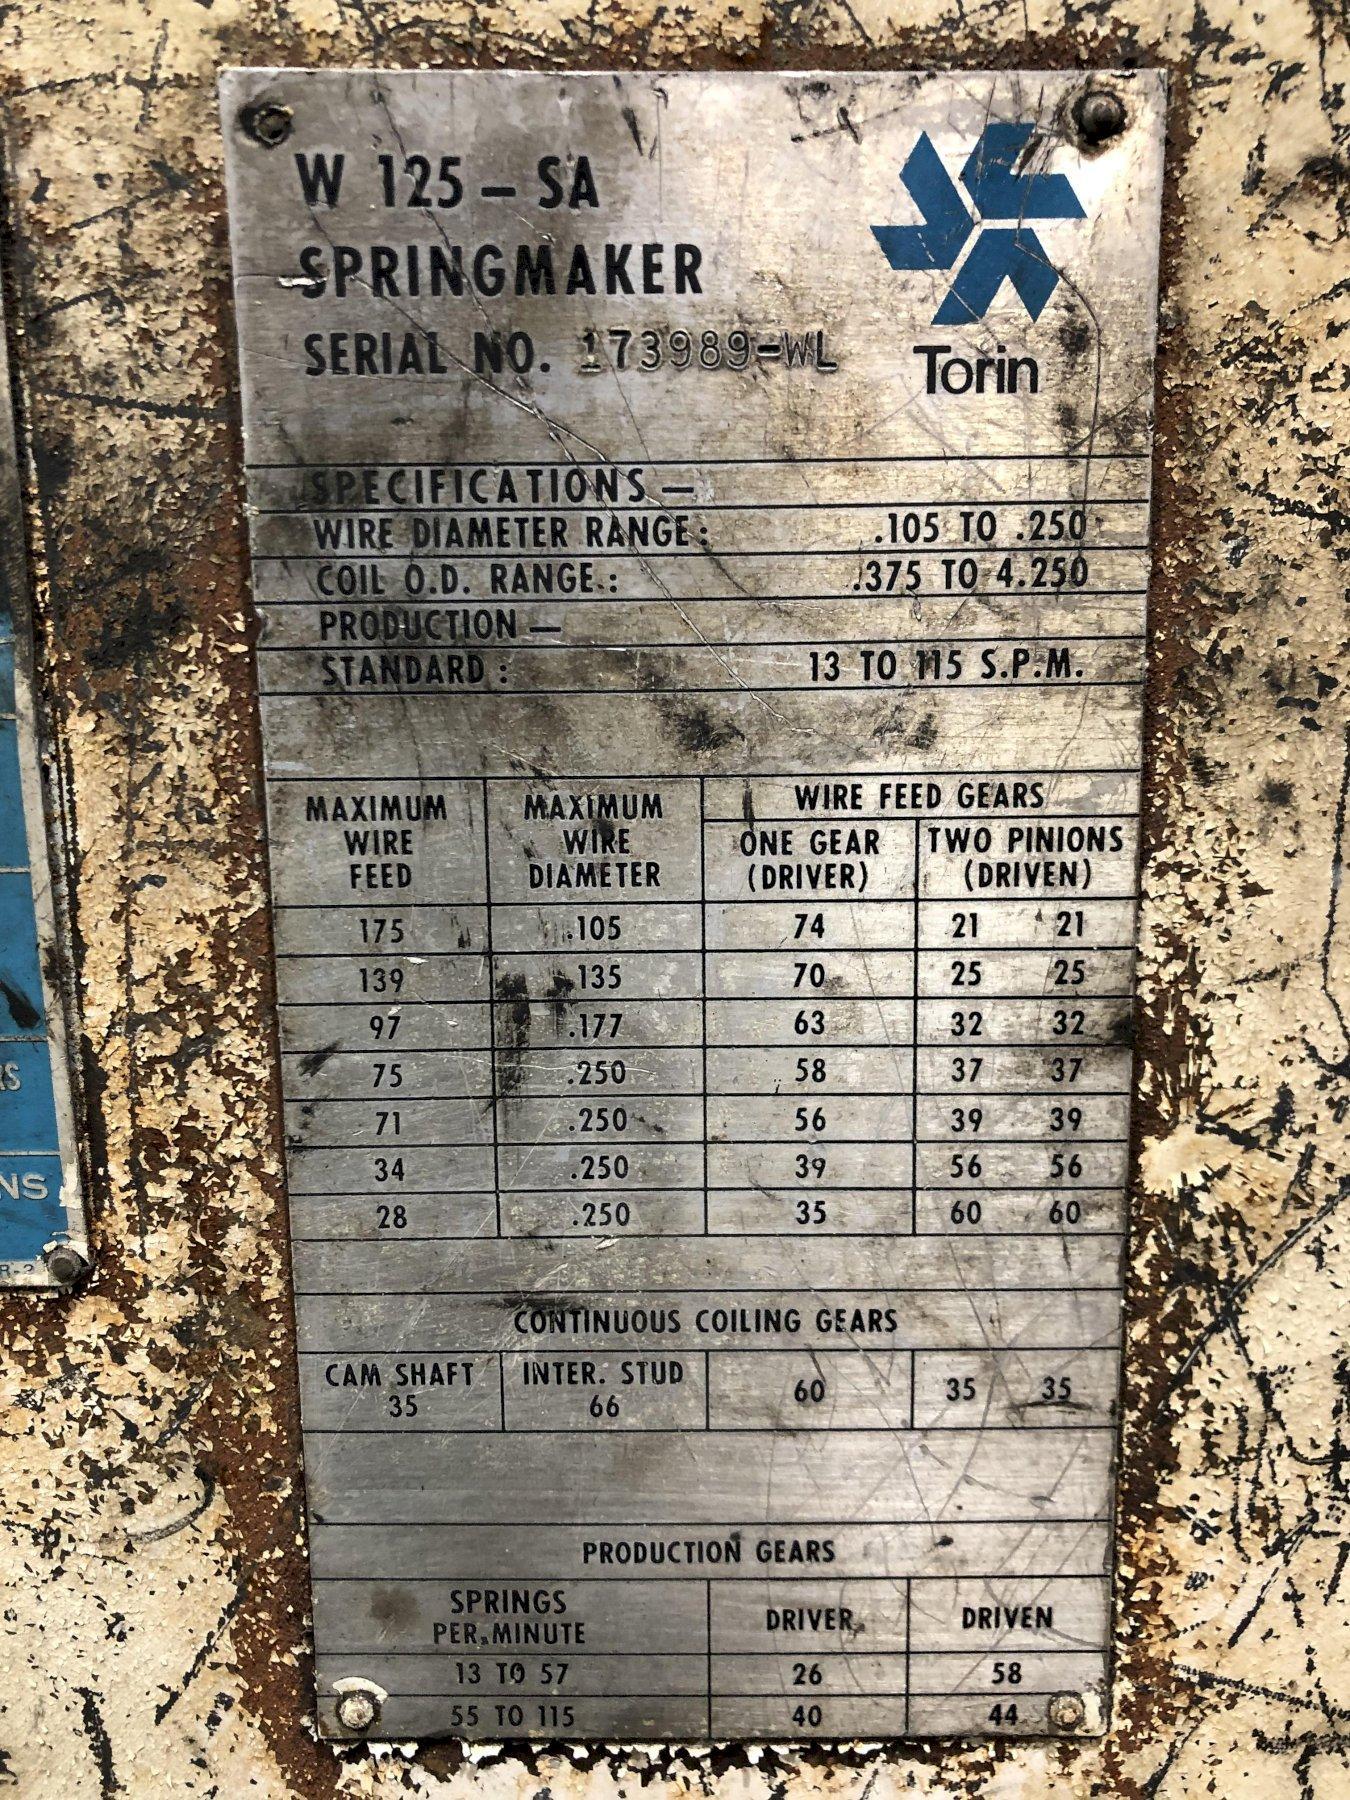 W 125 – SA
SPRINGMAKER
SERIAL NO. 173989-WL
Torin
SPECIFICATIONS —
WIRE DIAMETER RANGE: .105 TO .250
COIL O.D. RANGE.: .375 TO 4.250
PRODUCTION —
STANDARD: 13 TO 115 S.P.M.
MAXIMUM WIRE FEED MAXIMUM WIRE DIAMETER WIRE FEED GEARS
ONE GEAR (DRIVER) TWO PINIONS (DRIVEN)
175 .105 74 21 21
139 .135 70 25 25
97 .177 63 32 32
75 .250 58 37 37
71 .250 56 39 39
34 .250 39 56 56
28 .250 35 60 60
CONTINUOUS COILING GEARS
CAM SHAFT INTER. STUD
35 66 60 35 35
PRODUCTION GEARS
SPRINGS PER MINUTE DRIVER DRIVEN
13 TO 57 26 58
55 TO 115 40 44